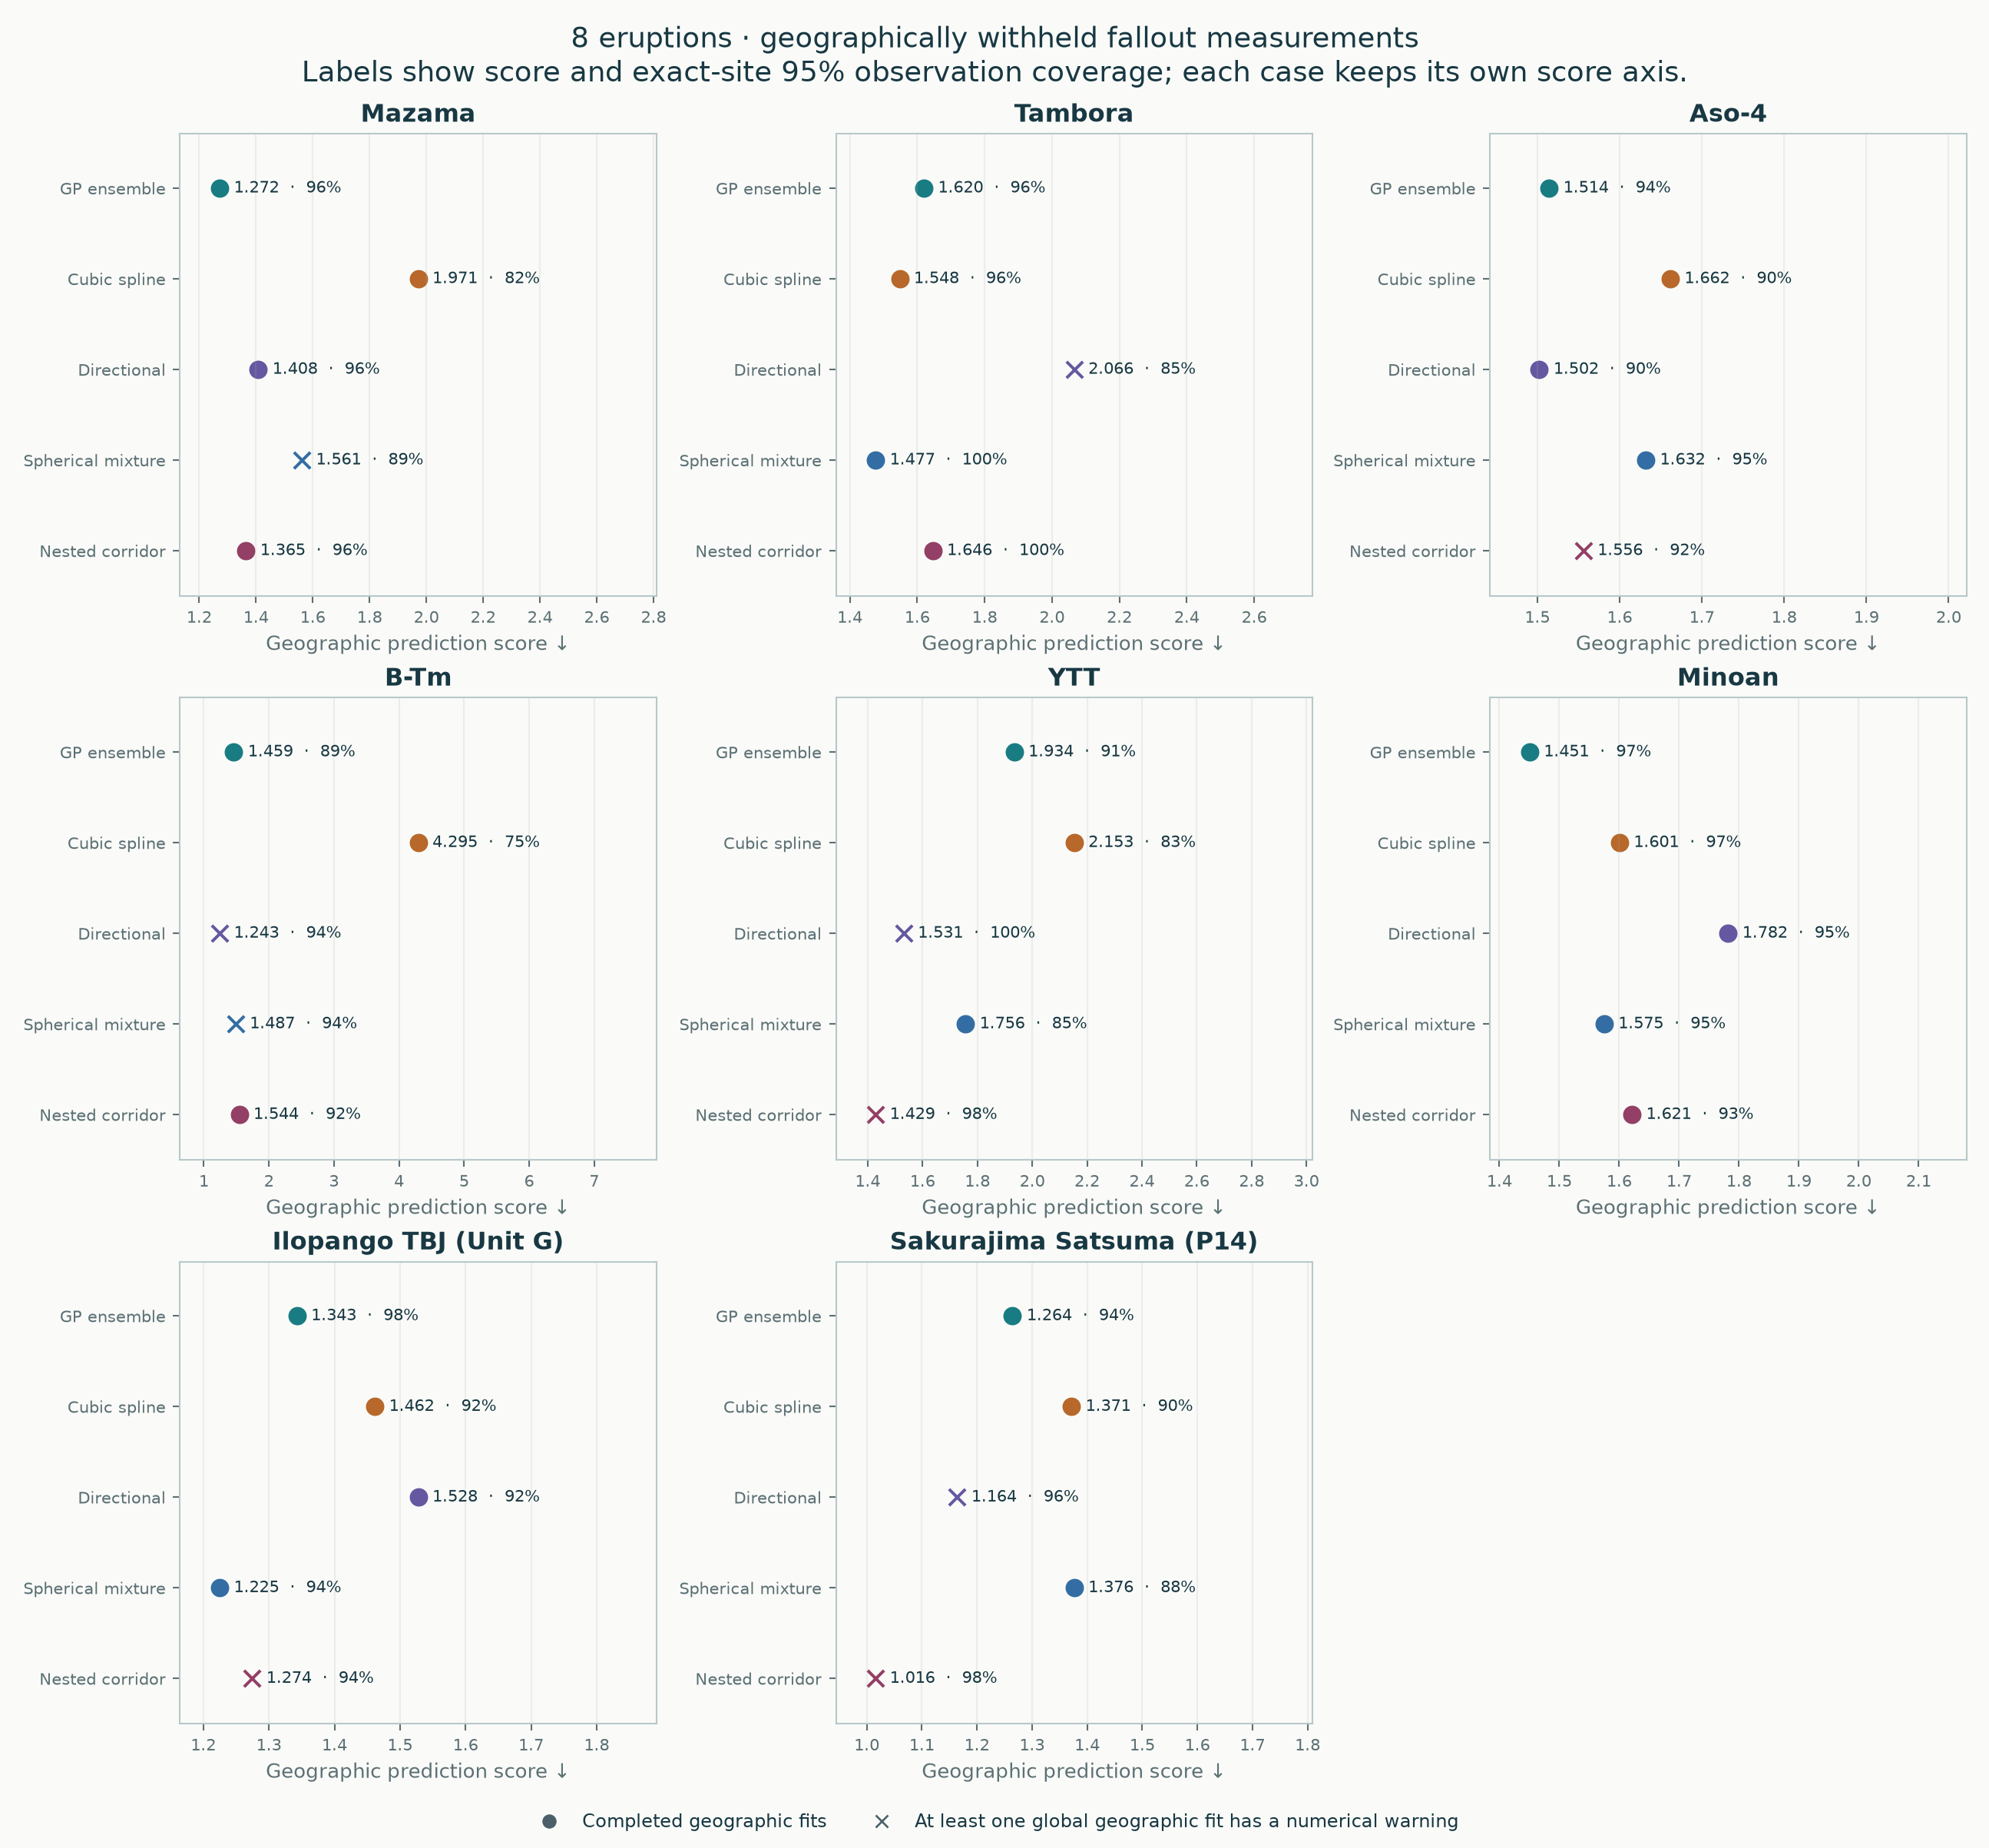 8 eruptions · geographically withheld fallout measurements
Labels show score and exact-site 95% observation coverage; each case keeps its own score axis.
Mazama
GP ensemble
1.272 · 96%
Cubic spline
1.971 · 82%
Directional
1.408 · 96%
Spherical mixture
1.561 · 89%
Nested corridor
1.365 · 96%
1.2 1.4 1.6 1.8 2.0 2.2 2.4 2.6 2.8
Geographic prediction score ↓
Tambora
GP ensemble
1.620 · 96%
Cubic spline
1.548 · 96%
Directional
2.066 · 85%
Spherical mixture
1.477 · 100%
Nested corridor
1.646 · 100%
1.4 1.6 1.8 2.0 2.2 2.4 2.6
Geographic prediction score ↓
Aso-4
GP ensemble
1.514 · 94%
Cubic spline
1.662 · 90%
Directional
1.502 · 90%
Spherical mixture
1.632 · 95%
Nested corridor
1.556 · 92%
1.5 1.6 1.7 1.8 1.9 2.0
Geographic prediction score ↓
B-Tm
GP ensemble
1.459 · 89%
Cubic spline
4.295 · 75%
Directional
1.243 · 94%
Spherical mixture
1.487 · 94%
Nested corridor
1.544 · 92%
1 2 3 4 5 6 7
Geographic prediction score ↓
YTT
GP ensemble
1.934 · 91%
Cubic spline
2.153 · 83%
Directional
1.531 · 100%
Spherical mixture
1.756 · 85%
Nested corridor
1.429 · 98%
1.4 1.6 1.8 2.0 2.2 2.4 2.6 2.8 3.0
Geographic prediction score ↓
Minoan
GP ensemble
1.451 · 97%
Cubic spline
1.601 · 97%
Directional
1.782 · 95%
Spherical mixture
1.575 · 95%
Nested corridor
1.621 · 93%
1.4 1.5 1.6 1.7 1.8 1.9 2.0 2.1
Geographic prediction score ↓
Ilopango TBJ (Unit G)
GP ensemble
1.343 · 98%
Cubic spline
1.462 · 92%
Directional
1.528 · 92%
Spherical mixture
1.225 · 94%
Nested corridor
1.274 · 94%
1.2 1.3 1.4 1.5 1.6 1.7 1.8
Geographic prediction score ↓
Sakurajima Satsuma (P14)
GP ensemble
1.264 · 94%
Cubic spline
1.371 · 90%
Directional
1.164 · 96%
Spherical mixture
1.376 · 88%
Nested corridor
1.016 · 98%
1.0 1.1 1.2 1.3 1.4 1.5 1.6 1.7 1.8
Geographic prediction score ↓
Completed geographic fits
At least one global geographic fit has a numerical warning